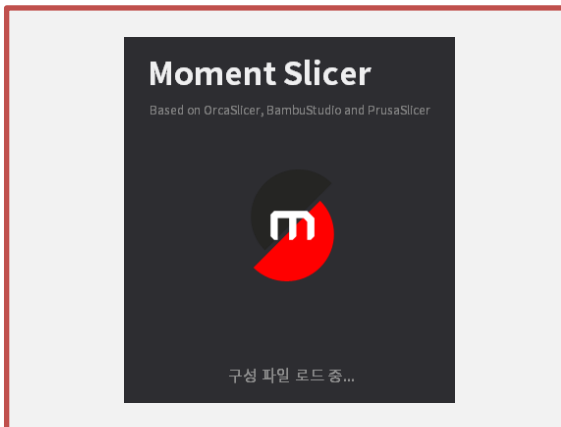 Moment Slicer
Based on OrcaSlicer, BambuStudio and PrusaSlicer
m
구성 파일 로드 중...